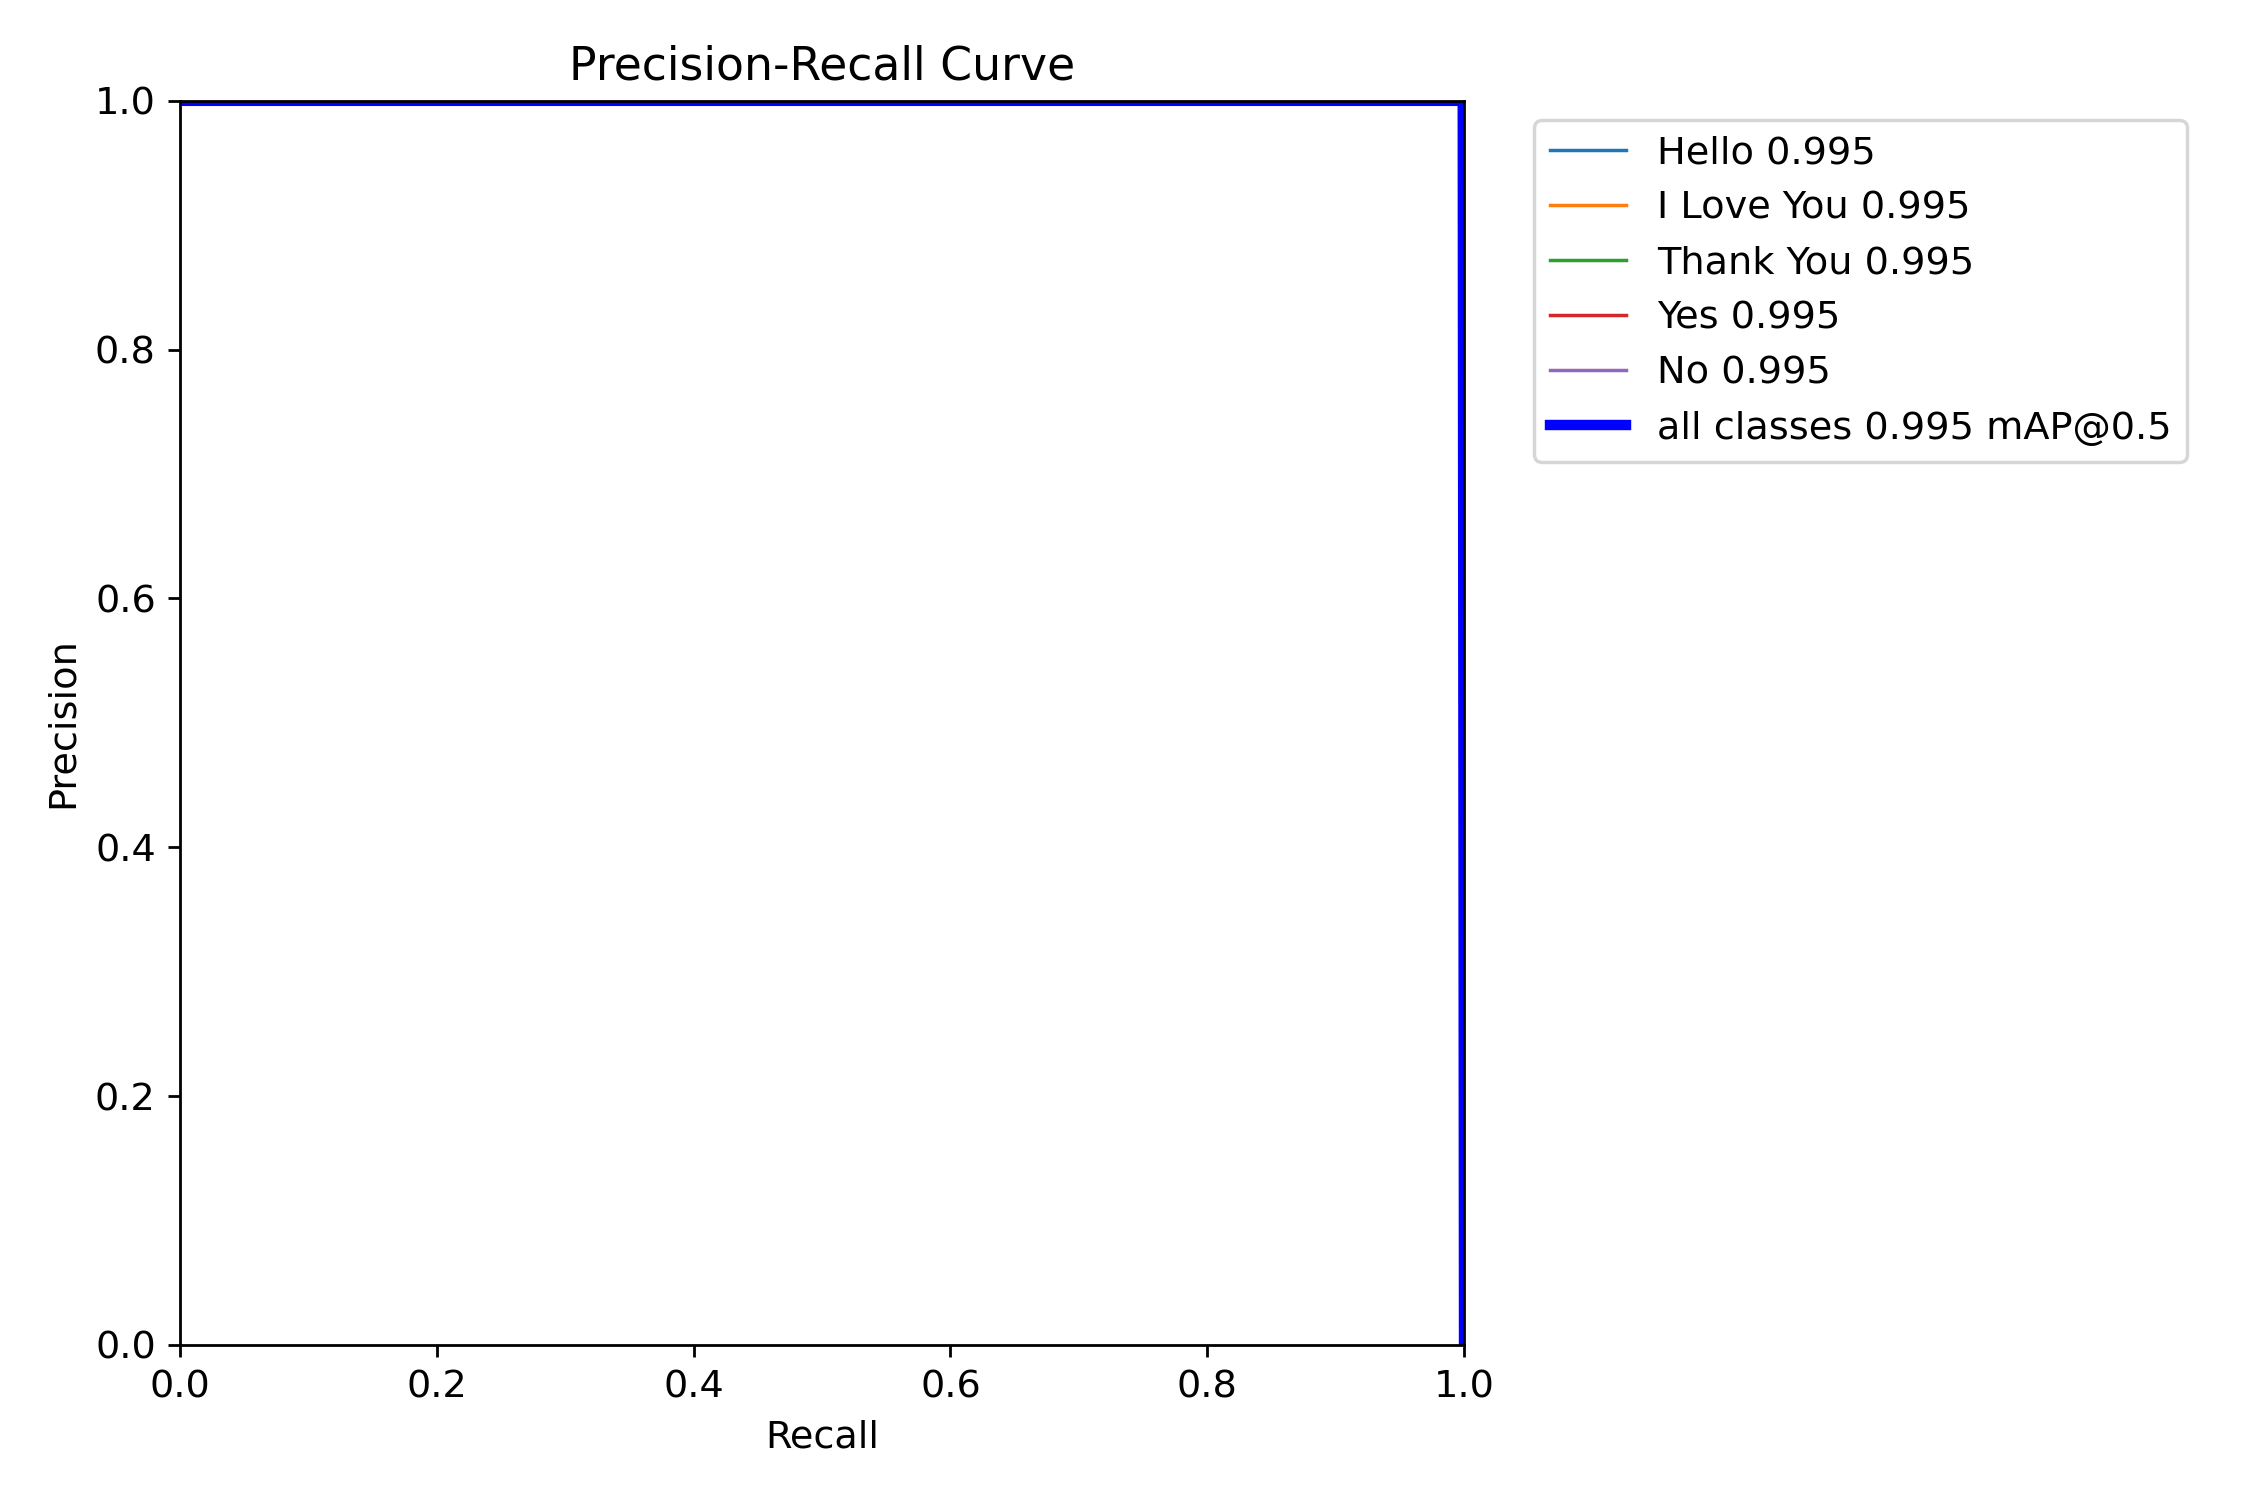 Precision-Recall Curve
1.0
0.8
0.6
0.4
0.2
0.0
Precision
0.0 0.2 0.4 0.6 0.8 1.0
Recall
Hello 0.995
I Love You 0.995
Thank You 0.995
Yes 0.995
No 0.995
all classes 0.995 mAP@0.5